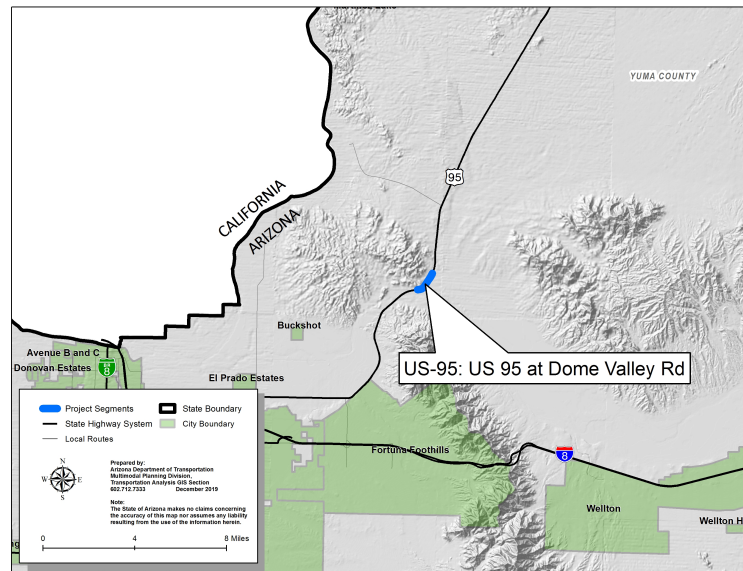 YUMA COUNTY
95
CALIFORNIA
ARIZONA
Buckshot
US-95: US 95 at Dome Valley Rd
Avenue B and C
Donovan Estates
8
El Prado Estates
Fortuna Foothills
8
Wellton
Wellton H
Project Segments
State Boundary
State Highway System
City Boundary
Local Routes
N
W
E
S
Prepared by:
Arizona Department of Transportation
Multimodal Planning Division,
Transportation Analysis GIS Section
602.712.7333 December 2019
Note:
The State of Arizona makes no claims concerning
the accuracy of this map nor assumes any liability
resulting from the use of the information herein.
0 4 8 Miles